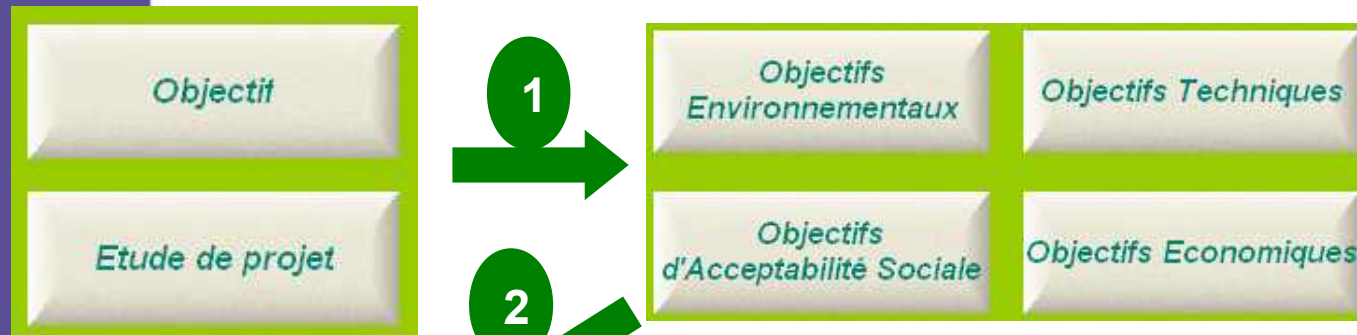 Objectif
Etude de projet
1
2
Objectifs
Environnementaux
Objectifs Techniques
Objectifs
d'Acceptabilité Sociale
Objectifs Economiques